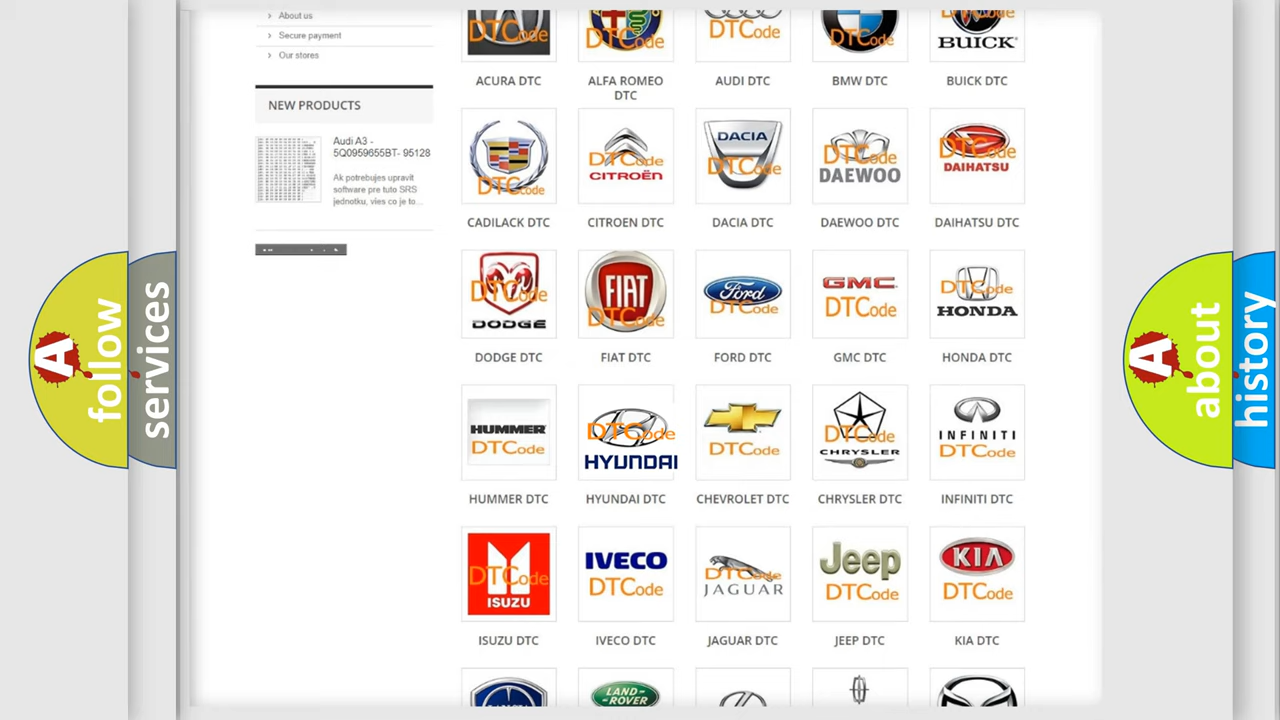 About us
Secure payment
Our stores
NEW PRODUCTS
Audi A3 -
5Q0959655BT- 95128
Ak potrebujes upravit
software pre tuto SRS
jednotku, vies co je to...
DTCode
DTCode
DTCode
DTCode
BUICK
ACURA DTC
ALFA ROMEO
DTC
AUDI DTC
BMW DTC
BUICK DTC
DTCode
DTCode
CITROËN
DACIA
DTCode
DTCode
DAEWOO
DTCode
DAIHATSU
CADILACK DTC
CITROEN DTC
DACIA DTC
DAEWOO DTC
DAIHATSU DTC
DTCode
DODGE
FIAT
DTCode
Ford
DTCode
GMC
DTCode
DTCode
HONDA
DODGE DTC
FIAT DTC
FORD DTC
GMC DTC
HONDA DTC
HUMMER
DTCode
DTCode
HYUNDAI
DTCode
DTCode
CHRYSLER
INFINITI
DTCode
HUMMER DTC
HYUNDAI DTC
CHEVROLET DTC
CHRYSLER DTC
INFINITI DTC
DTCode
ISUZU
IVECO
DTCode
DTCode
JAGUAR
Jeep
DTCode
KIA
DTCode
ISUZU DTC
IVECO DTC
JAGUAR DTC
JEEP DTC
KIA DTC
LAND-
ROVER
A follow
services
A about
history